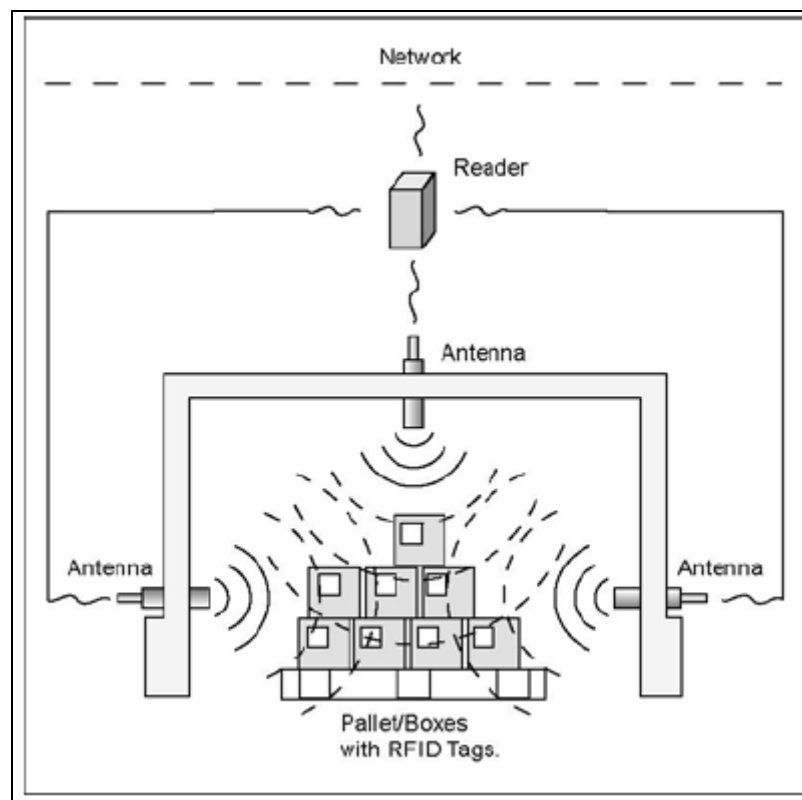 Network
Reader
Antenna
Antenna
Antenna
Pallet/Boxes
with RFID Tags.